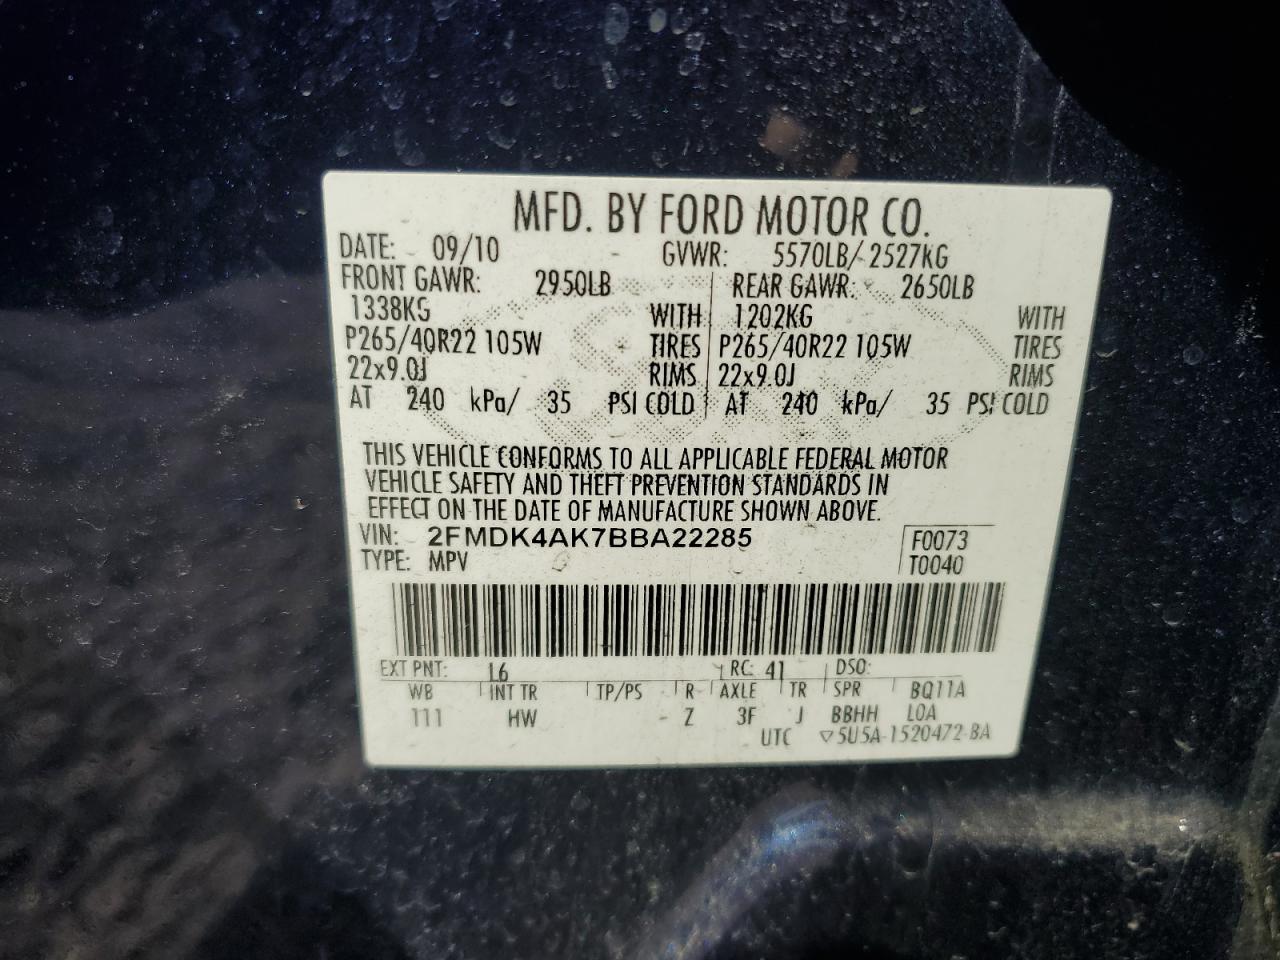 MFD. BY FORD MOTOR CO.
DATE: 09/10 GVWR: 5570LB/ 2527KG
FRONT GAWR: 2950LB REAR GAWR: 2650LB
1338KG WITH 1202KG WITH
P265/40R22 105W TIRES P265/40R22 105W TIRES
22x9.0J RIMS 22x9.0J RIMS
AT 240 kPa/ 35 PSI COLD AT 240 kPa/ 35 PSI COLD
THIS VEHICLE CONFORMS TO ALL APPLICABLE FEDERAL MOTOR
VEHICLE SAFETY AND THEFT PREVENTION STANDARDS IN
EFFECT ON THE DATE OF MANUFACTURE SHOWN ABOVE.
VIN: 2FMDK4AK7BBA22285 F0073
TYPE: MPV T0040
EXT PNT: L6 RC: 41 DSO:
WB INT TR TP/PS R AXLE TR SPR BQ11A
111 HW Z 3F J BBHH L0A
UTC ▽5U5A-1520472-BA